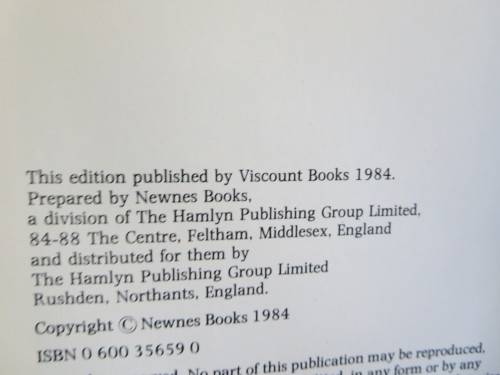 This edition published by Viscount Books 1984.
Prepared by Newnes Books,
a division of The Hamlyn Publishing Group Limited,
84-88 The Centre, Feltham, Middlesex, England
and distributed for them by
The Hamlyn Publishing Group Limited
Rushden, Northants, England.
Copyright © Newnes Books 1984
ISBN 0 600 35659 0
No part of this publication may be reproduced,
in any form or by any